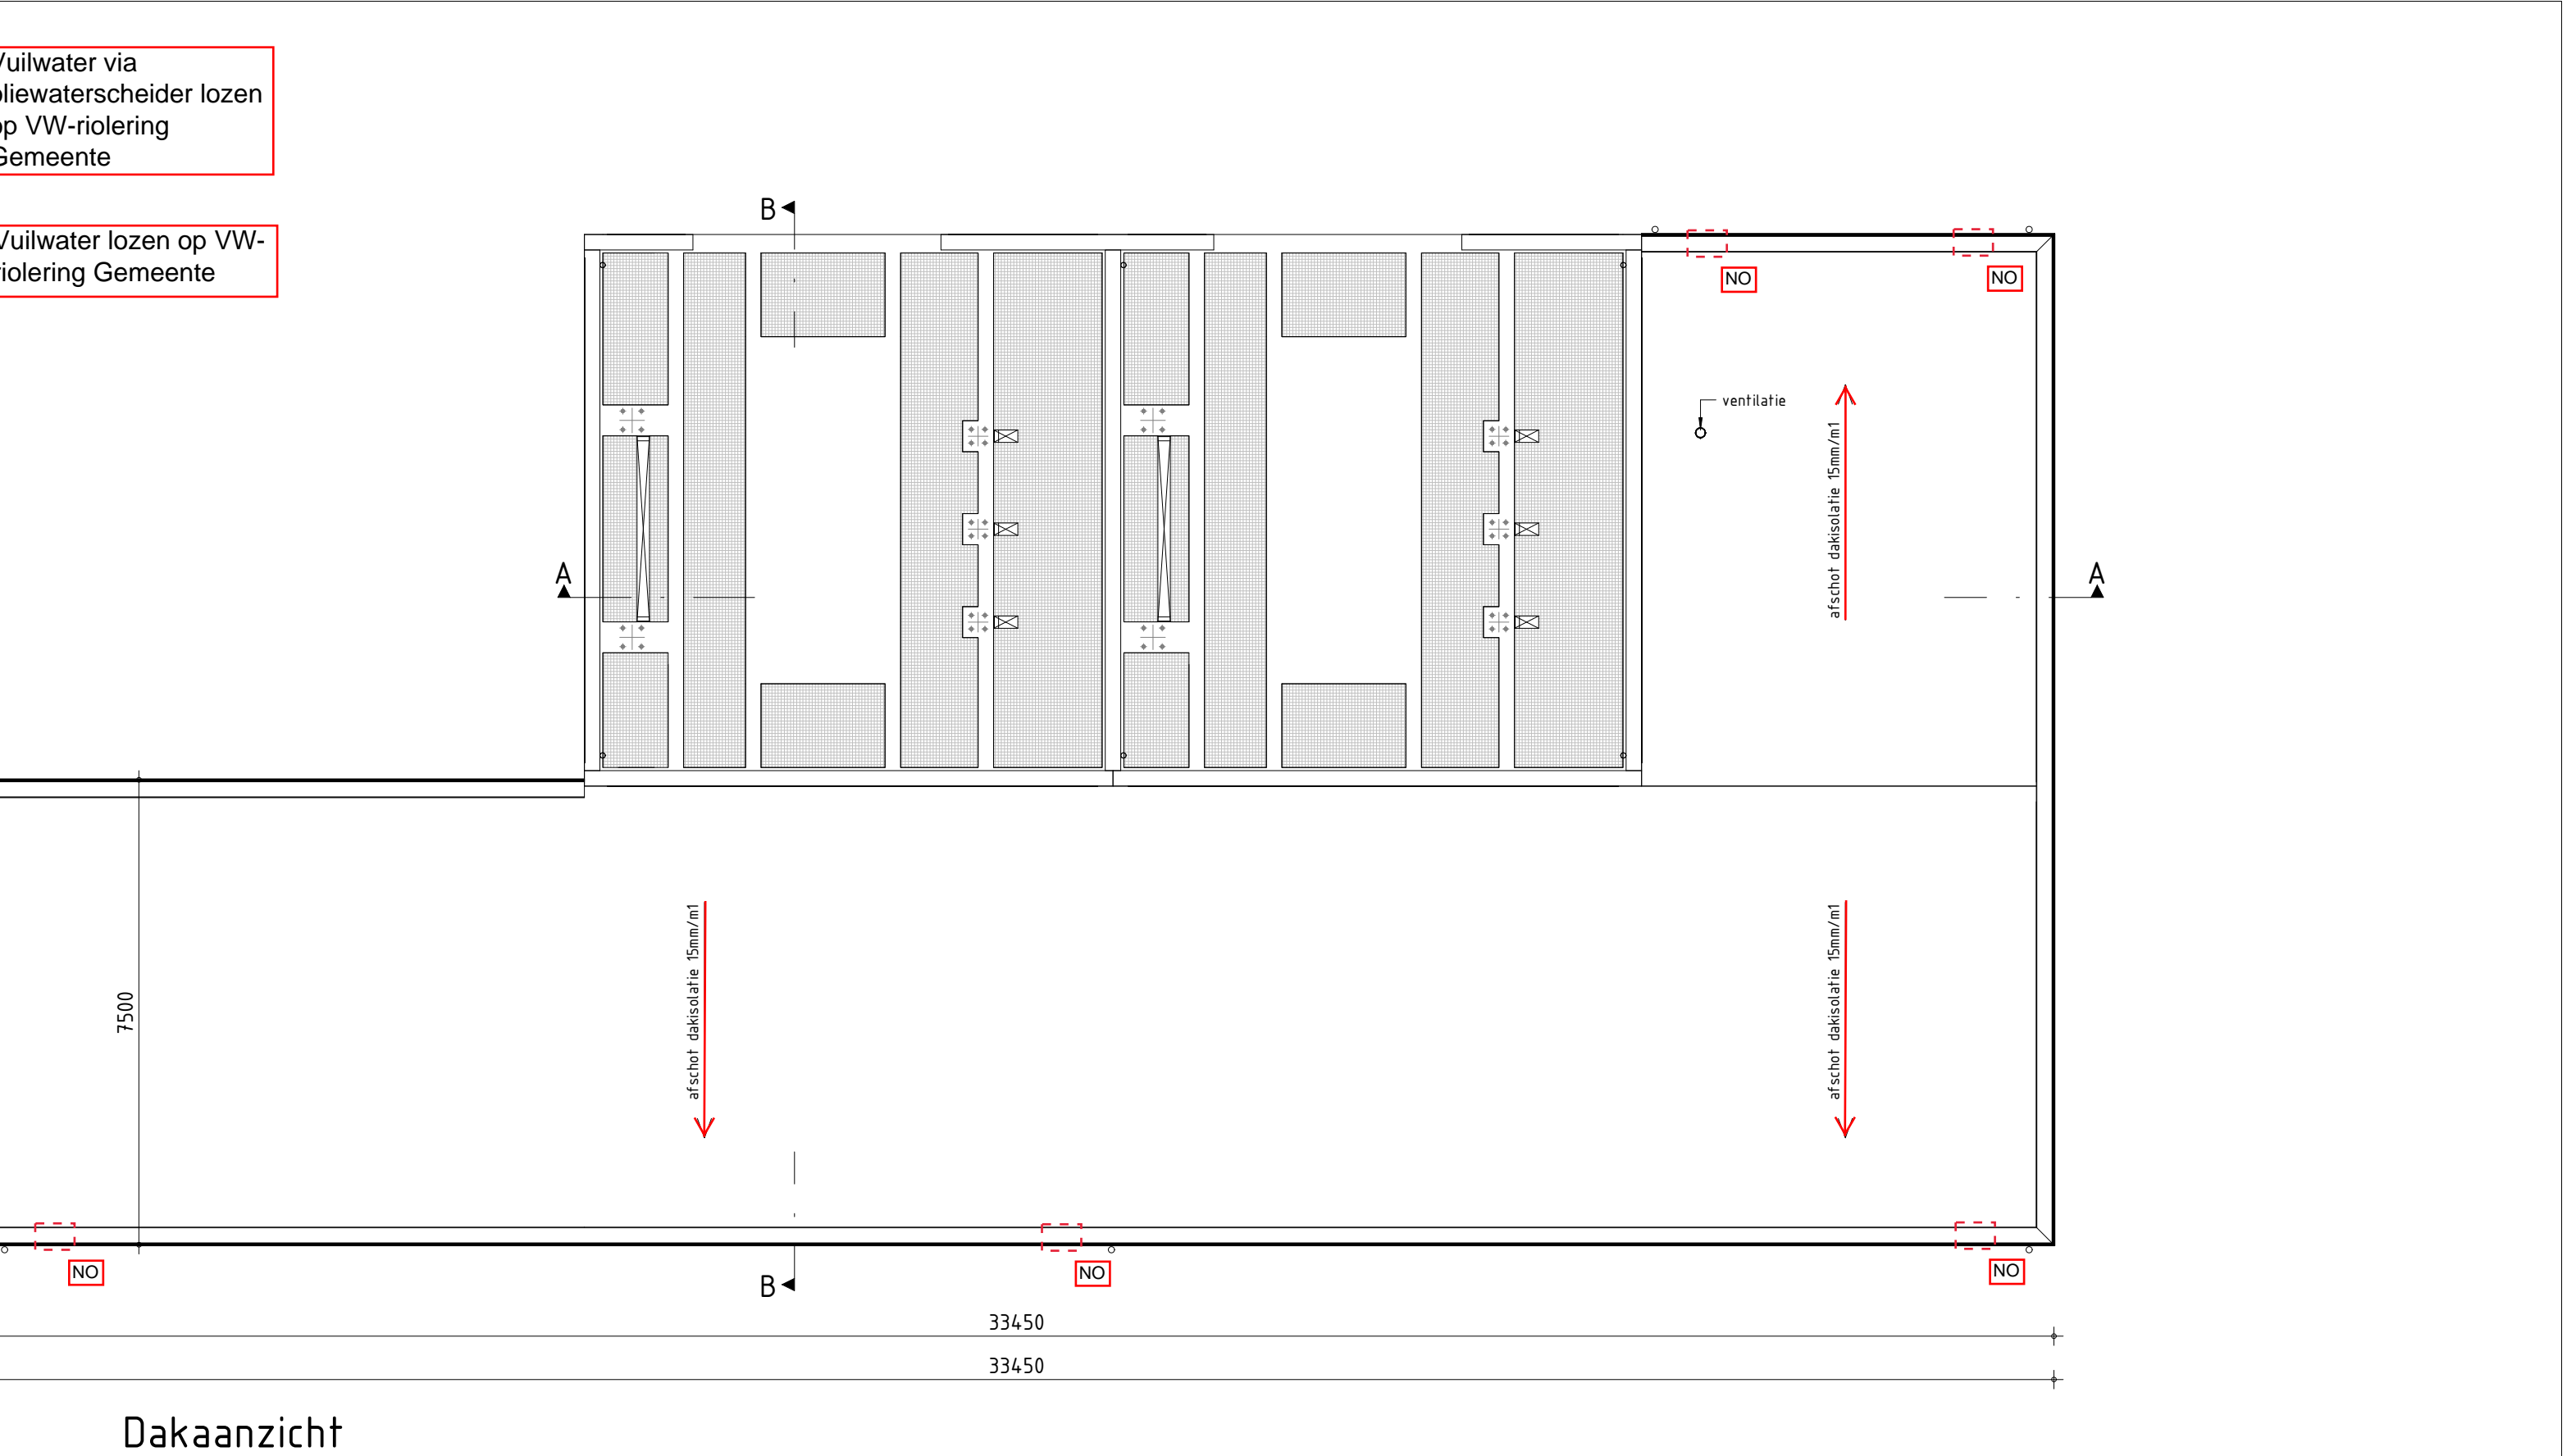 Vuilwater via
oliewaterscheider lozen
op VW-riolering
Gemeente
Vuilwater lozen op VW-
riolering Gemeente
B
NO
NO
ventilatie
afschot dakisolatie 15mm/m1
A
A
afschot dakisolatie 15mm/m1
afschot dakisolatie 15mm/m1
7500
NO
NO
NO
B
33450
33450
Dakaanzicht